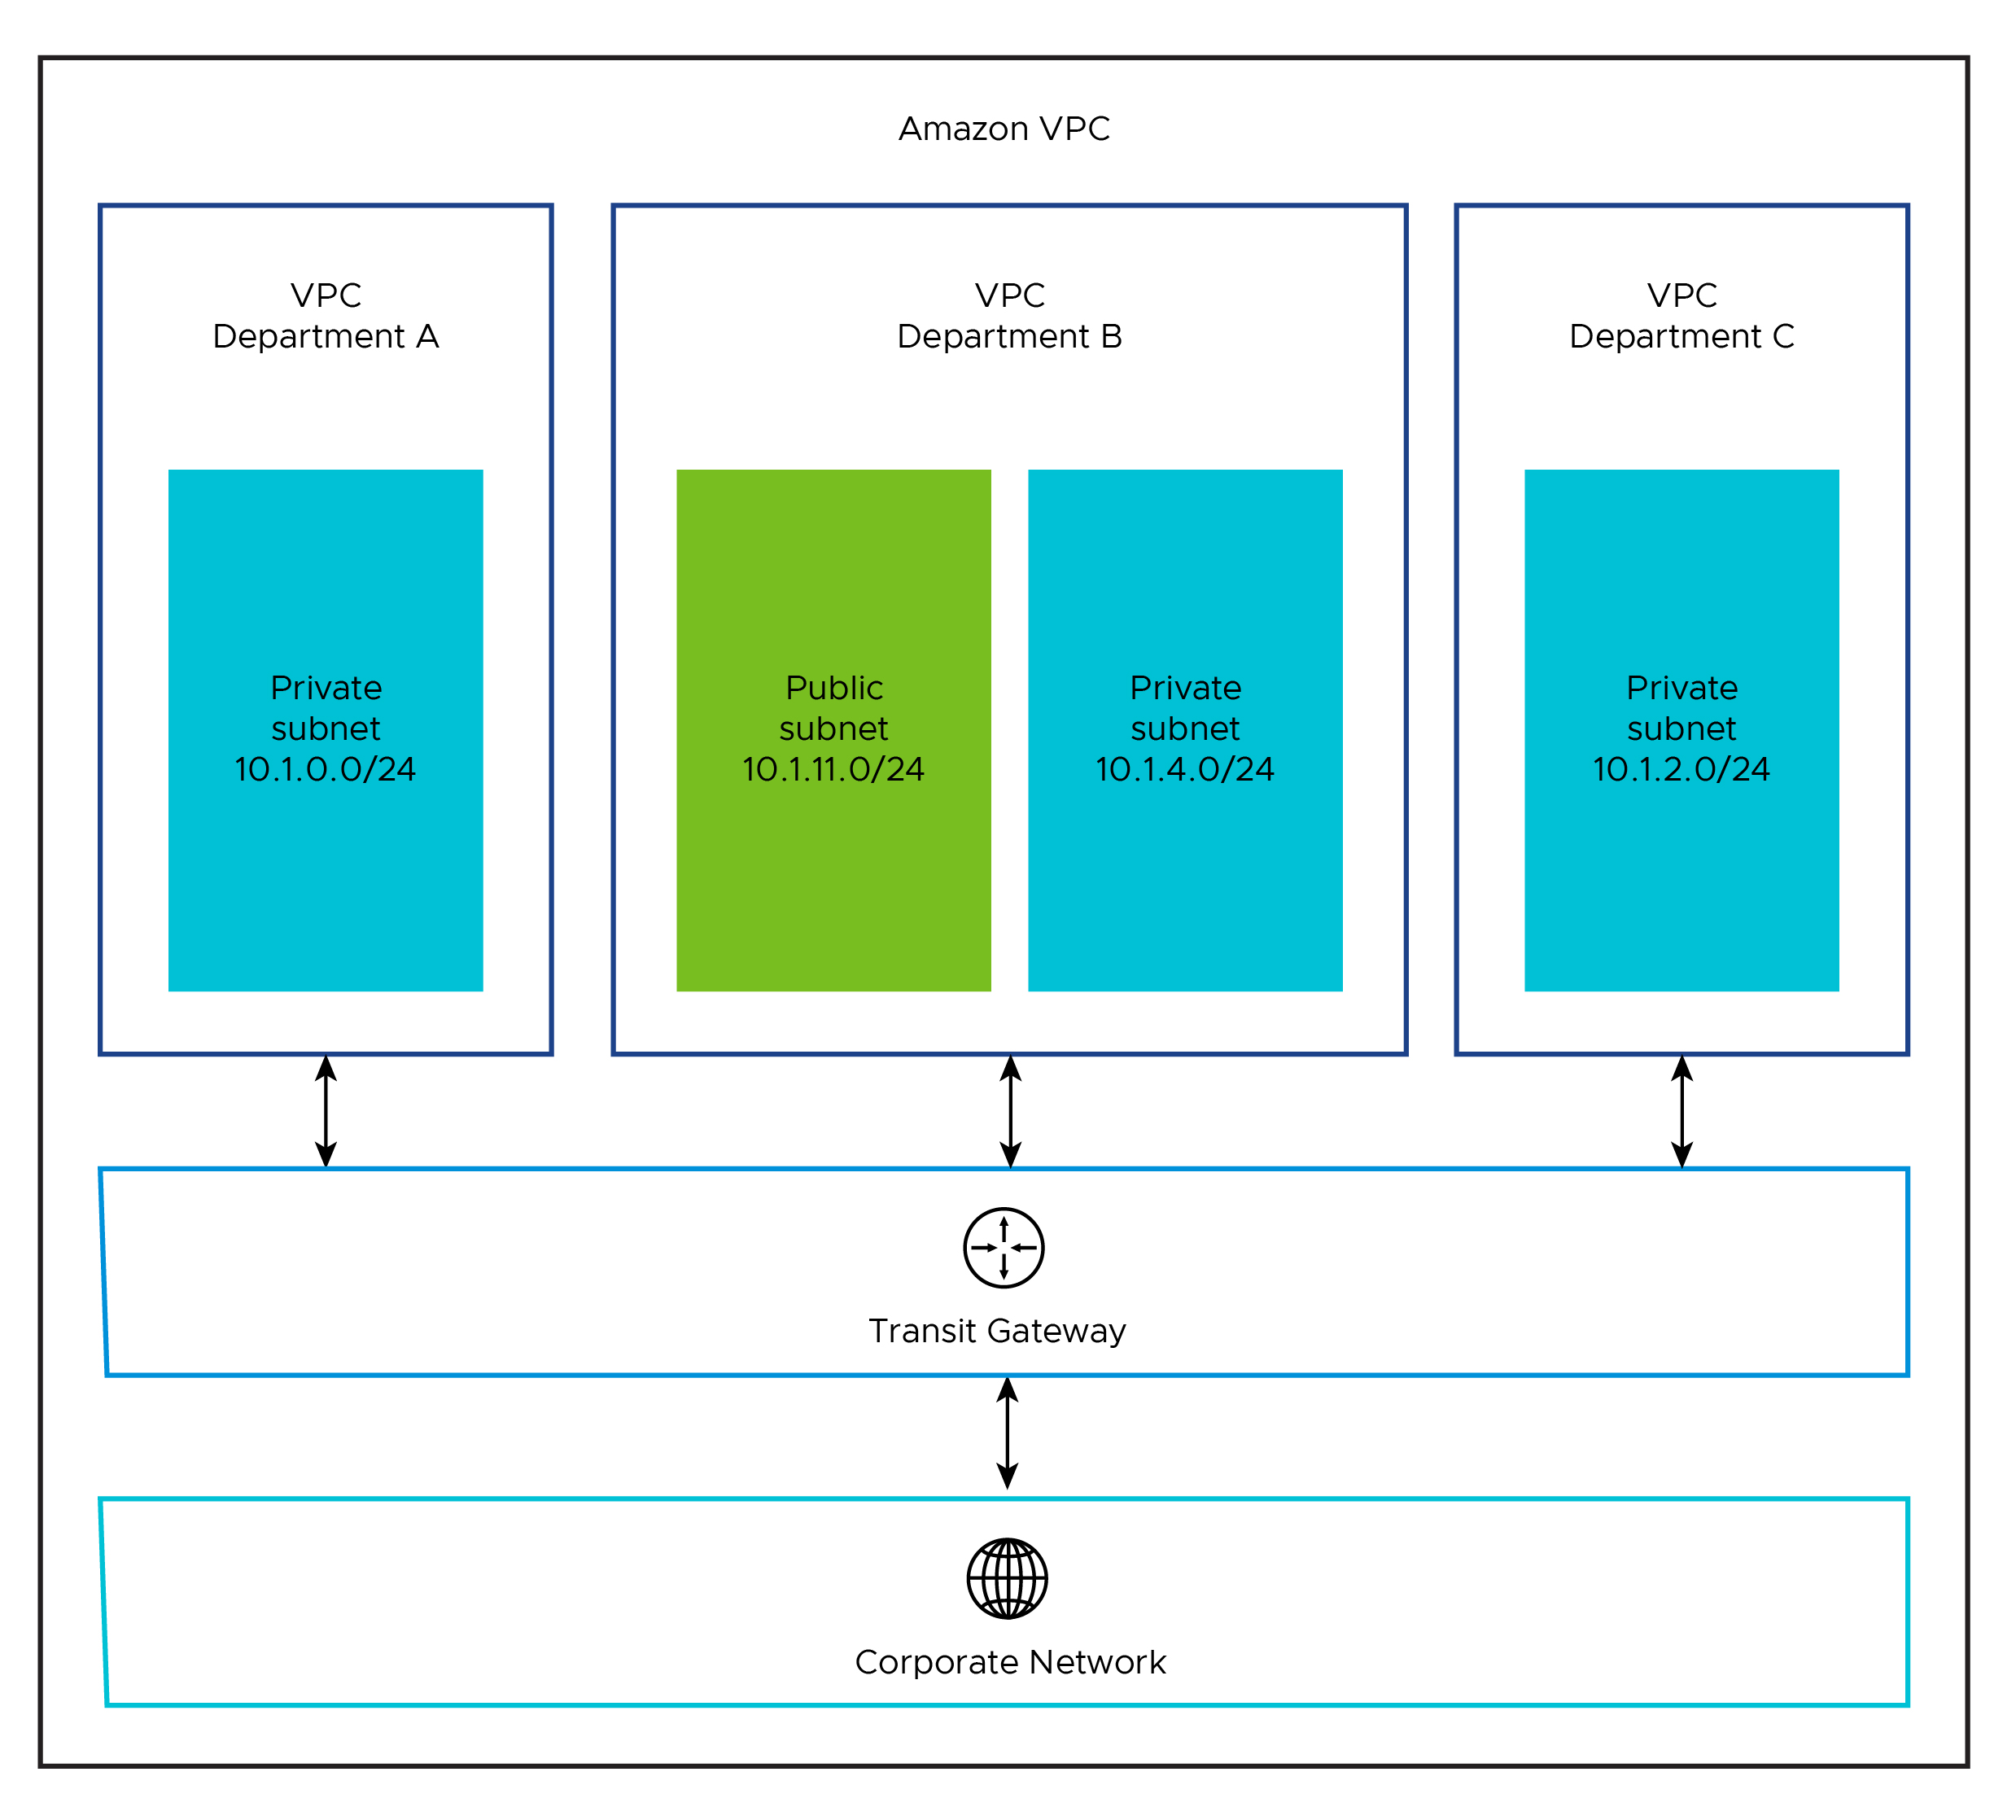 Amazon VPC
VPC
Department A
Private
subnet
10.1.0.0/24
VPC
Department B
Public
subnet
10.1.11.0/24
Private
subnet
10.1.4.0/24
VPC
Department C
Private
subnet
10.1.2.0/24
Transit Gateway
Corporate Network